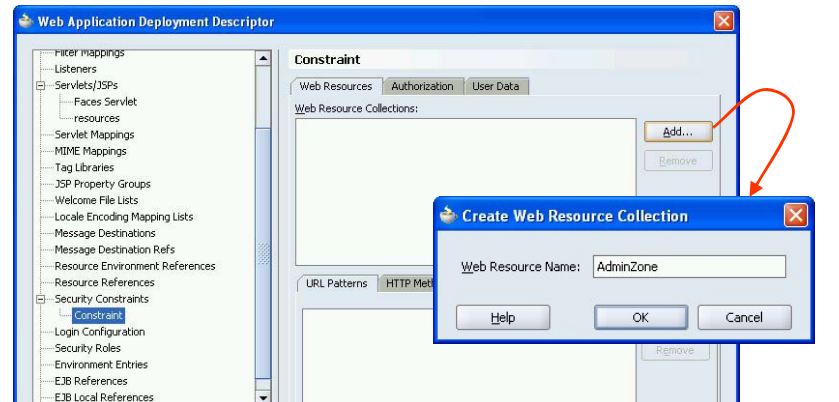 Web Application Deployment Descriptor
Filter Mappings
Listeners
Servlets/JSPs
Faces Servlet
resources
Servlet Mappings
MIME Mappings
Tag Libraries
JSP Property Groups
Welcome File Lists
Locale Encoding Mapping Lists
Message Destinations
Message Destination Refs
Resource Environment References
Resource References
Security Constraints
Constraint
Login Configuration
Security Roles
Environment Entries
EJB References
EJB Local References
Constraint
Web Resources Authorization User Data
Web Resource Collections:
Add...
Remove
Create Web Resource Collection
Web Resource Name: AdminZone
Help OK Cancel
URL Patterns HTTP Met
Remove